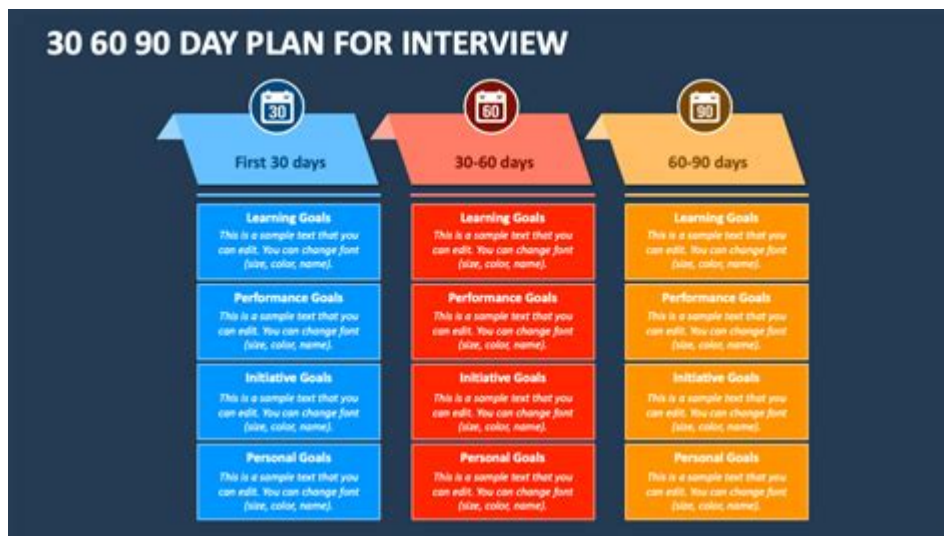 30 60 90 DAY PLAN FOR INTERVIEW
30
60
90
First 30 days
30-60 days
60-90 days
Learning Goals
This is a sample text that you
can edit. You can change font
(size, color, name).
Performance Goals
This is a sample text that you
can edit. You can change font
(size, color, name).
Initiative Goals
This is a sample text that you
can edit. You can change font
(size, color, name).
Personal Goals
This is a sample text that you
can edit. You can change font
(size, color, name).
Learning Goals
This is a sample text that you
can edit. You can change font
(size, color, name).
Performance Goals
This is a sample text that you
can edit. You can change font
(size, color, name).
Initiative Goals
This is a sample text that you
can edit. You can change font
(size, color, name).
Personal Goals
This is a sample text that you
can edit. You can change font
(size, color, name).
Learning Goals
This is a sample text that you
can edit. You can change font
(size, color, name).
Performance Goals
This is a sample text that you
can edit. You can change font
(size, color, name).
Initiative Goals
This is a sample text that you
can edit. You can change font
(size, color, name).
Personal Goals
This is a sample text that you
can edit. You can change font
(size, color, name).